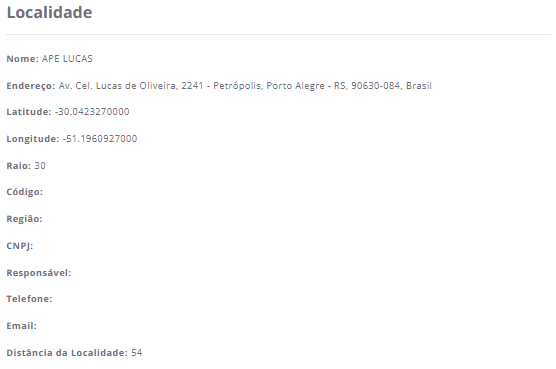 Localidade
Nome: APE LUCAS
Endereço: Av. Cel. Lucas de Oliveira, 2241 - Petrópolis, Porto Alegre - RS, 90630-084, Brasil
Latitude: -30.0423270000
Longitude: -51.1960927000
Raio: 30
Código:
Região:
CNPJ:
Responsável:
Telefone:
Email:
Distância da Localidade: 54